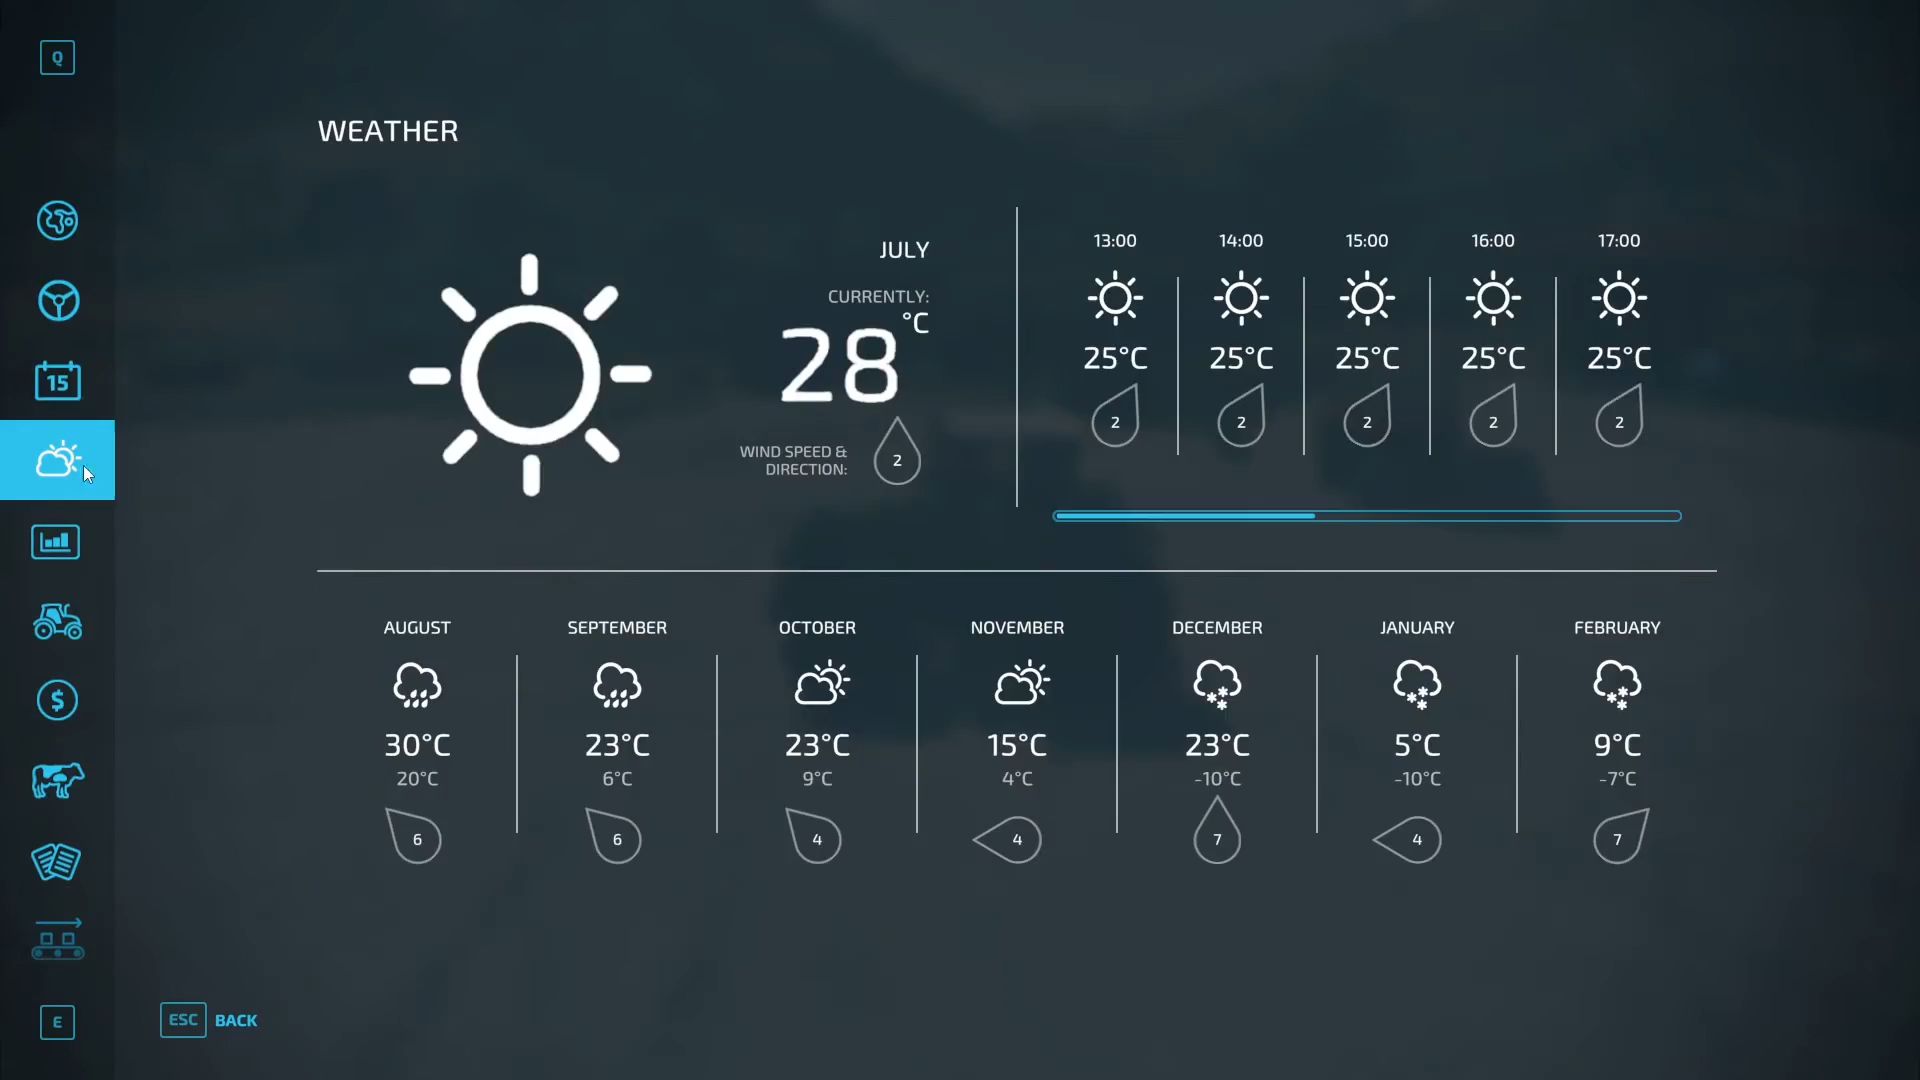 Q
WEATHER
JULY
CURRENTLY:
28 °C
WIND SPEED &
DIRECTION:
2
13:00 14:00 15:00 16:00 17:00
25°C 25°C 25°C 25°C 25°C
2 2 2 2 2
15
AUGUST SEPTEMBER OCTOBER NOVEMBER DECEMBER JANUARY FEBRUARY
30°C 23°C 23°C 15°C 23°C 5°C 9°C
20°C 6°C 9°C 4°C -10°C -10°C -7°C
6 6 4 4 7 4 7
$
E
ESC BACK